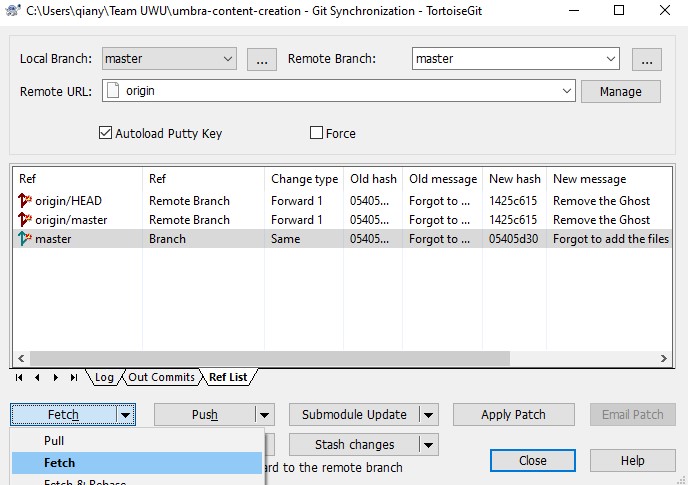 C:\Users\qiany\Team UWU\umbra-content-creation - Git Synchronization - TortoiseGit
Local Branch: master ... Remote Branch: master ...
Remote URL: origin Manage
Autoload Putty Key Force
Ref Ref Change type Old hash Old message New hash New message
origin/HEAD Remote Branch Forward 1 05405... Forgot to ... 1425c615 Remove the Ghost
origin/master Remote Branch Forward 1 05405... Forgot to ... 1425c615 Remove the Ghost
master Branch Same 05405... Forgot to ... 05405d30 Forgot to add the files
Log Out Commits Ref List
Fetch Push Submodule Update Apply Patch Email Patch
Pull Stash changes
Fetch rd to the remote branch Close Help
Fetch & Rebase